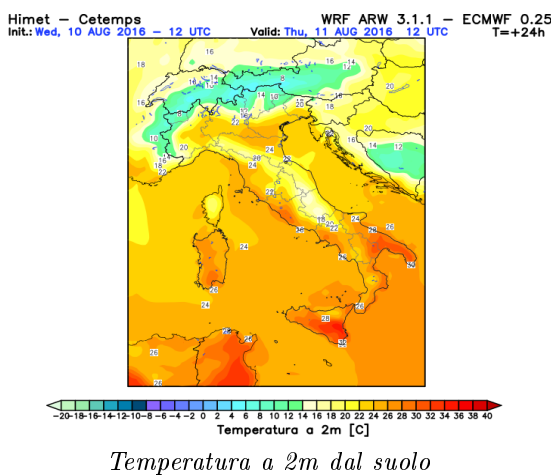 Himet – Cetemps WRF ARW 3.1.1 – ECMWF 0.25
Init.: Wed, 10 AUG 2016 – 12 UTC Valid: Thu, 11 AUG 2016 12 UTC T=+24h
-20-18-16-14-12-10-8 -6 -4 -2 0 2 4 6 8 10 12 14 16 18 20 22 24 26 28 30 32 34 36 38 40
Temperatura a 2m [C]
Temperatura a 2m dal suolo